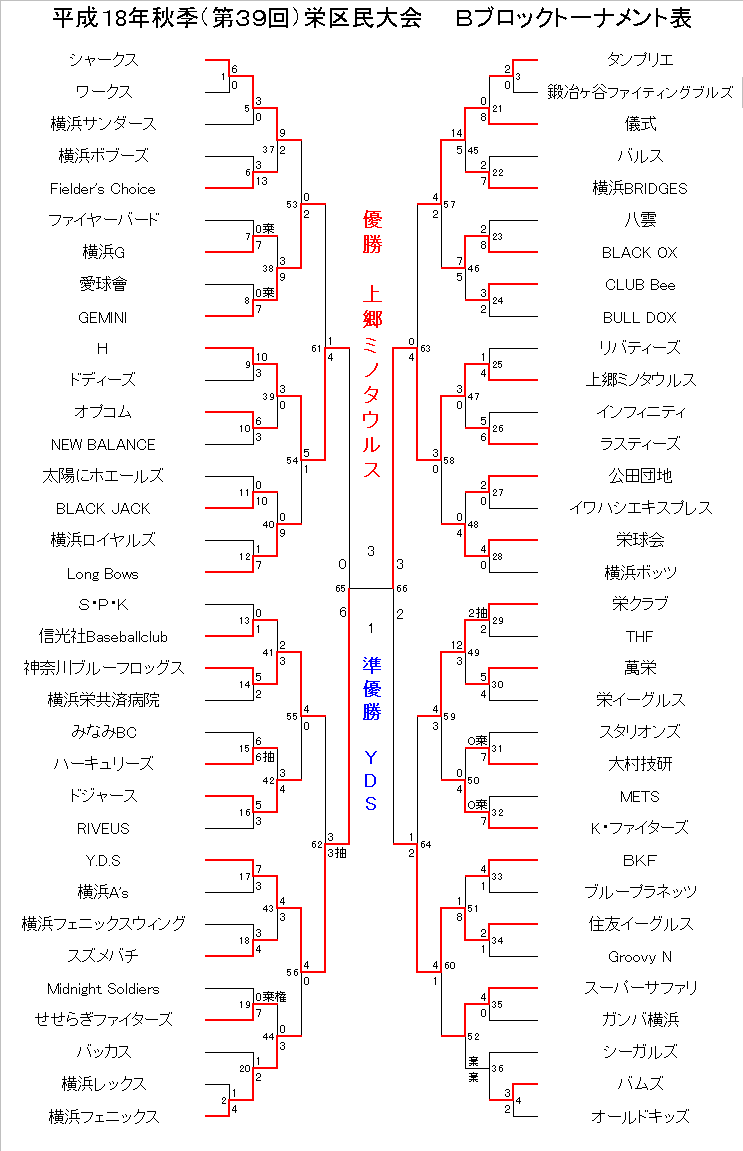 平成18年秋季（第39回）栄区民大会　Bブロックトーナメント表
シャークス
ワークス
横浜サンダース
横浜ボブーズ
Fielder's Choice
ファイヤーバード
横浜G
愛球會
GEMINI
H
ドディーズ
オプコム
NEW BALANCE
太陽にホエールズ
BLACK JACK
横浜ロイヤルズ
Long Bows
S・P・K
信光社Baseballclub
神奈川ブルーフロッグス
横浜栄共済病院
みなみBC
ハーキュリーズ
ドジャース
RIVEUS
Y.D.S
横浜A's
横浜フェニックスウィング
スズメバチ
Midnight Soldiers
せせらぎファイターズ
バッカス
横浜レックス
横浜フェニックス
1 6 0
5 3 0
6 3 13
37 9 2
7 0棄 7
8 0棄 7
38 3 9
53 0 2
9 10 3
10 6 3
39 3 0
11 0 10
12 1 7
40 0 9
54 5 1
61 1 4
13 0 1
14 5 2
41 2 3
15 6 6抽
16 5 3
42 3 4
55 4 0
17 7 3
18 3 4
43 4 3
19 0棄権 7
2 1 4
20 1 2
44 0 3
56 4 0
62 3 3抽
65 0 6
優勝　上郷ミノタウルス
3
1
準優勝　YDS
タンプリエ
鍛冶ヶ谷ファイティングブルズ
儀式
バルス
横浜BRIDGES
八雲
BLACK OX
CLUB Bee
BULL DOX
リバティーズ
上郷ミノタウルス
インフィニティ
ラスティーズ
公田団地
イワハシエキスプレス
栄球会
横浜ボッツ
栄クラブ
THF
萬栄
栄イーグルス
スタリオンズ
大村技研
METS
K・ファイターズ
BKF
ブループラネッツ
住友イーグルス
Groovy N
スーパーサファリ
ガンバ横浜
シーガルズ
バムズ
オールドキッズ
2 0 3
0 8 21
2 7 22
14 5 45
2 8 23
3 2 24
7 5 46
4 2 57
1 4 25
5 6 26
3 0 47
2 0 27
4 0 28
0 4 48
3 0 58
0 4 63
2抽 2 29
5 4 30
12 3 49
0棄 7 31
0棄 7 32
0 4 50
4 3 59
4 1 33
2 1 34
1 8 51
4 0 35
3 2 4
36
棄 棄 52
4 1 60
1 2 64
3 2 66